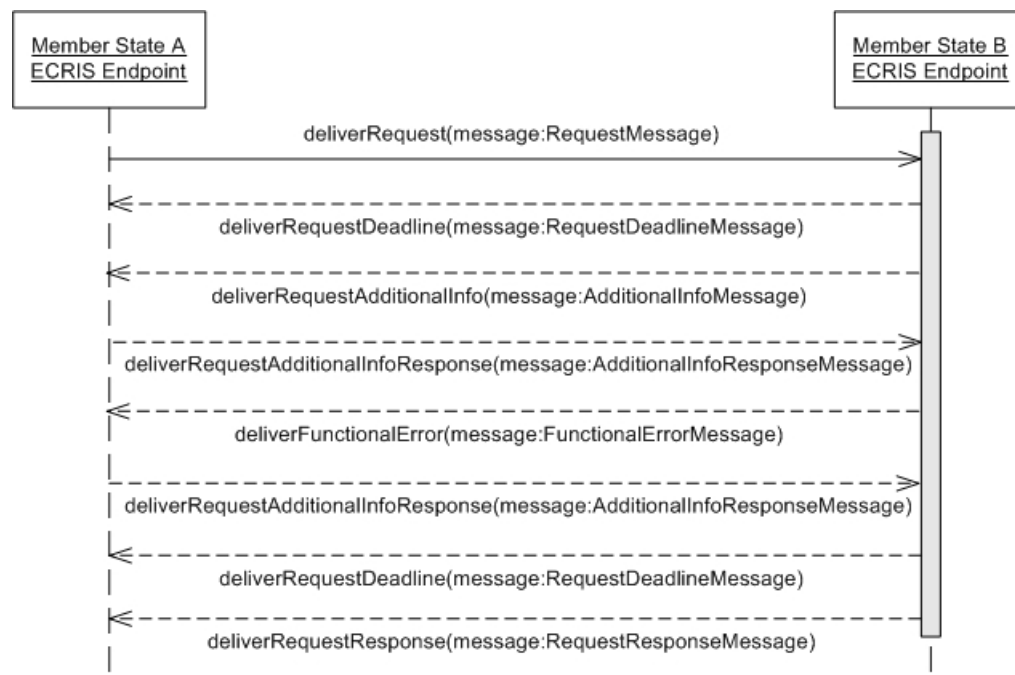 Member State A
ECRIS Endpoint
Member State B
ECRIS Endpoint
deliverRequest(message:RequestMessage)
deliverRequestDeadline(message:RequestDeadlineMessage)
deliverRequestAdditionalInfo(message:AdditionalInfoMessage)
deliverRequestAdditionalInfoResponse(message:AdditionalInfoResponseMessage)
deliverFunctionalError(message:FunctionalErrorMessage)
deliverRequestAdditionalInfoResponse(message:AdditionalInfoResponseMessage)
deliverRequestDeadline(message:RequestDeadlineMessage)
deliverRequestResponse(message:RequestResponseMessage)